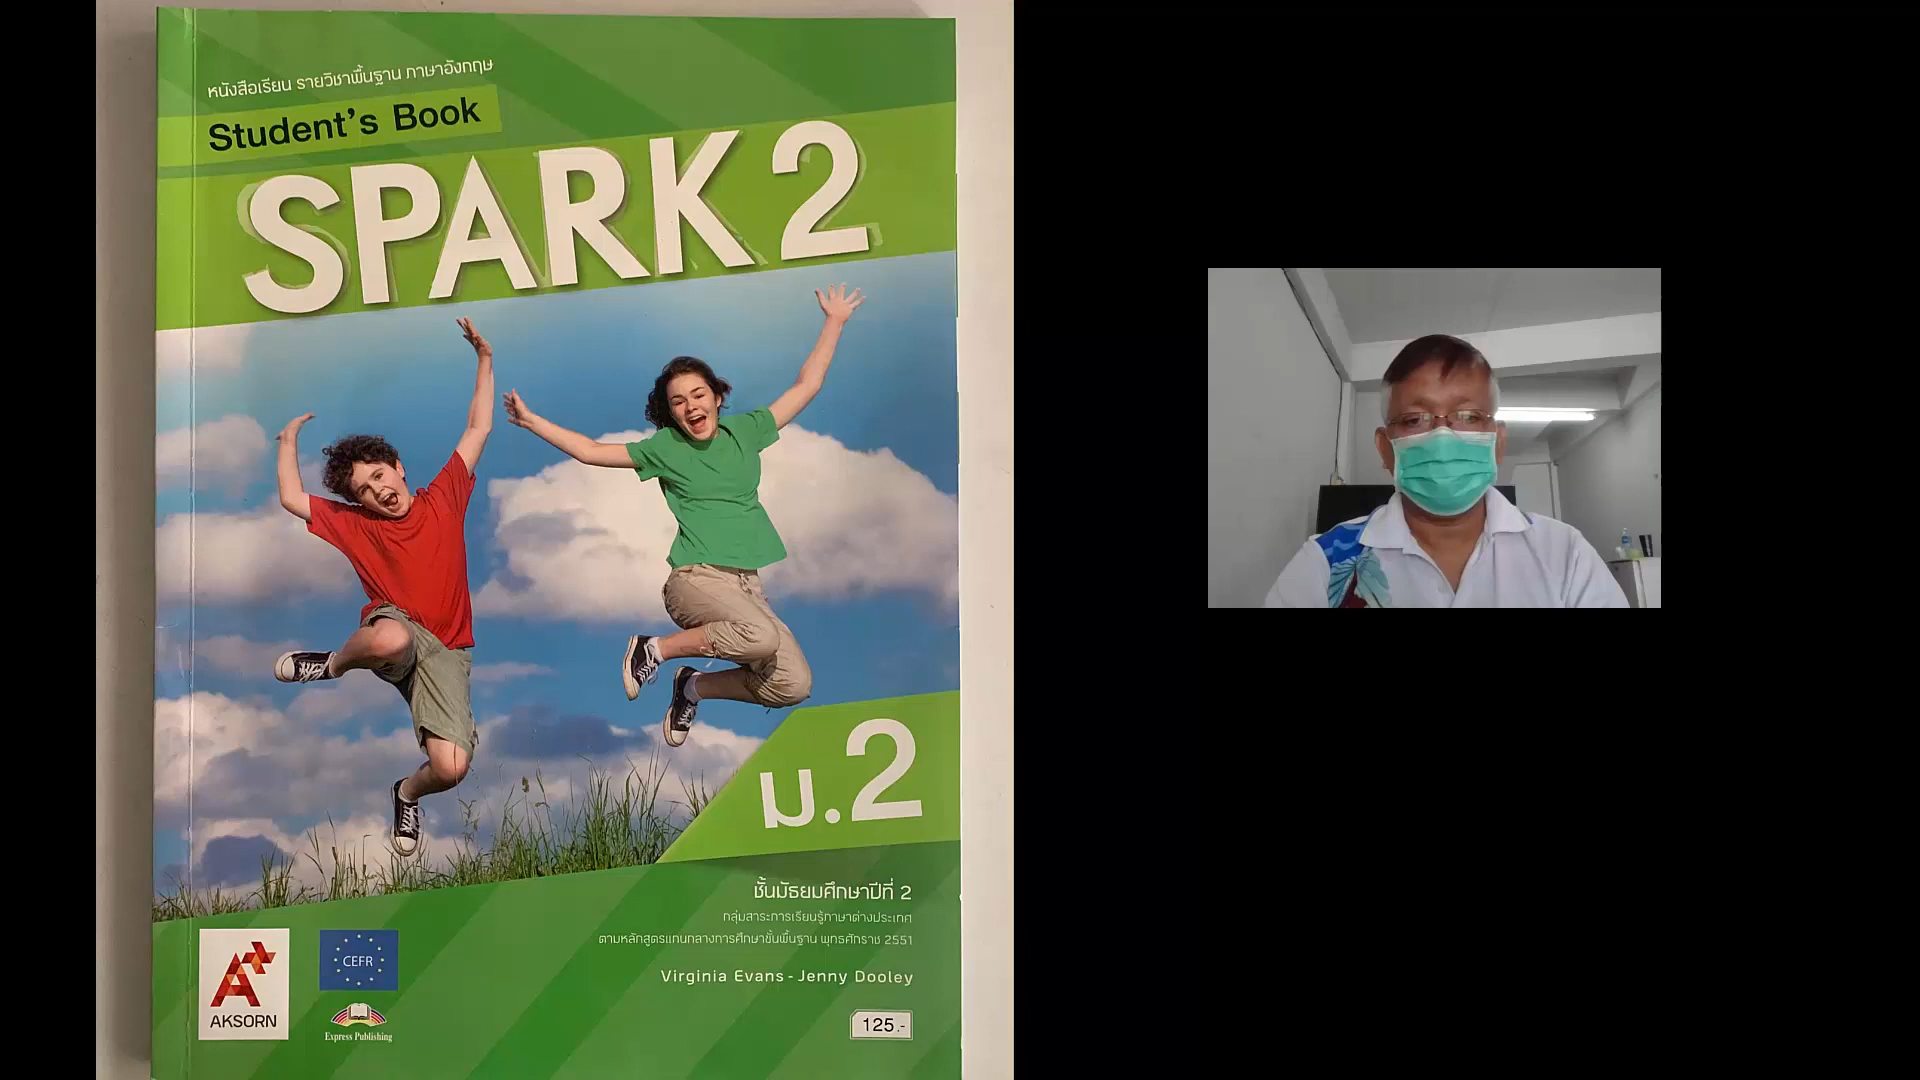 หนังสือเรียน รายวิชาพื้นฐาน ภาษาอังกฤษ
Student's Book
SPARK 2
ม.2
ชั้นมัธยมศึกษาปีที่ 2
กลุ่มสาระการเรียนรู้ภาษาต่างประเทศ
ตามหลักสูตรแกนกลางการศึกษาขั้นพื้นฐาน พุทธศักราช 2551
Virginia Evans - Jenny Dooley
125.-
AKSORN
CEFR
Express Publishing